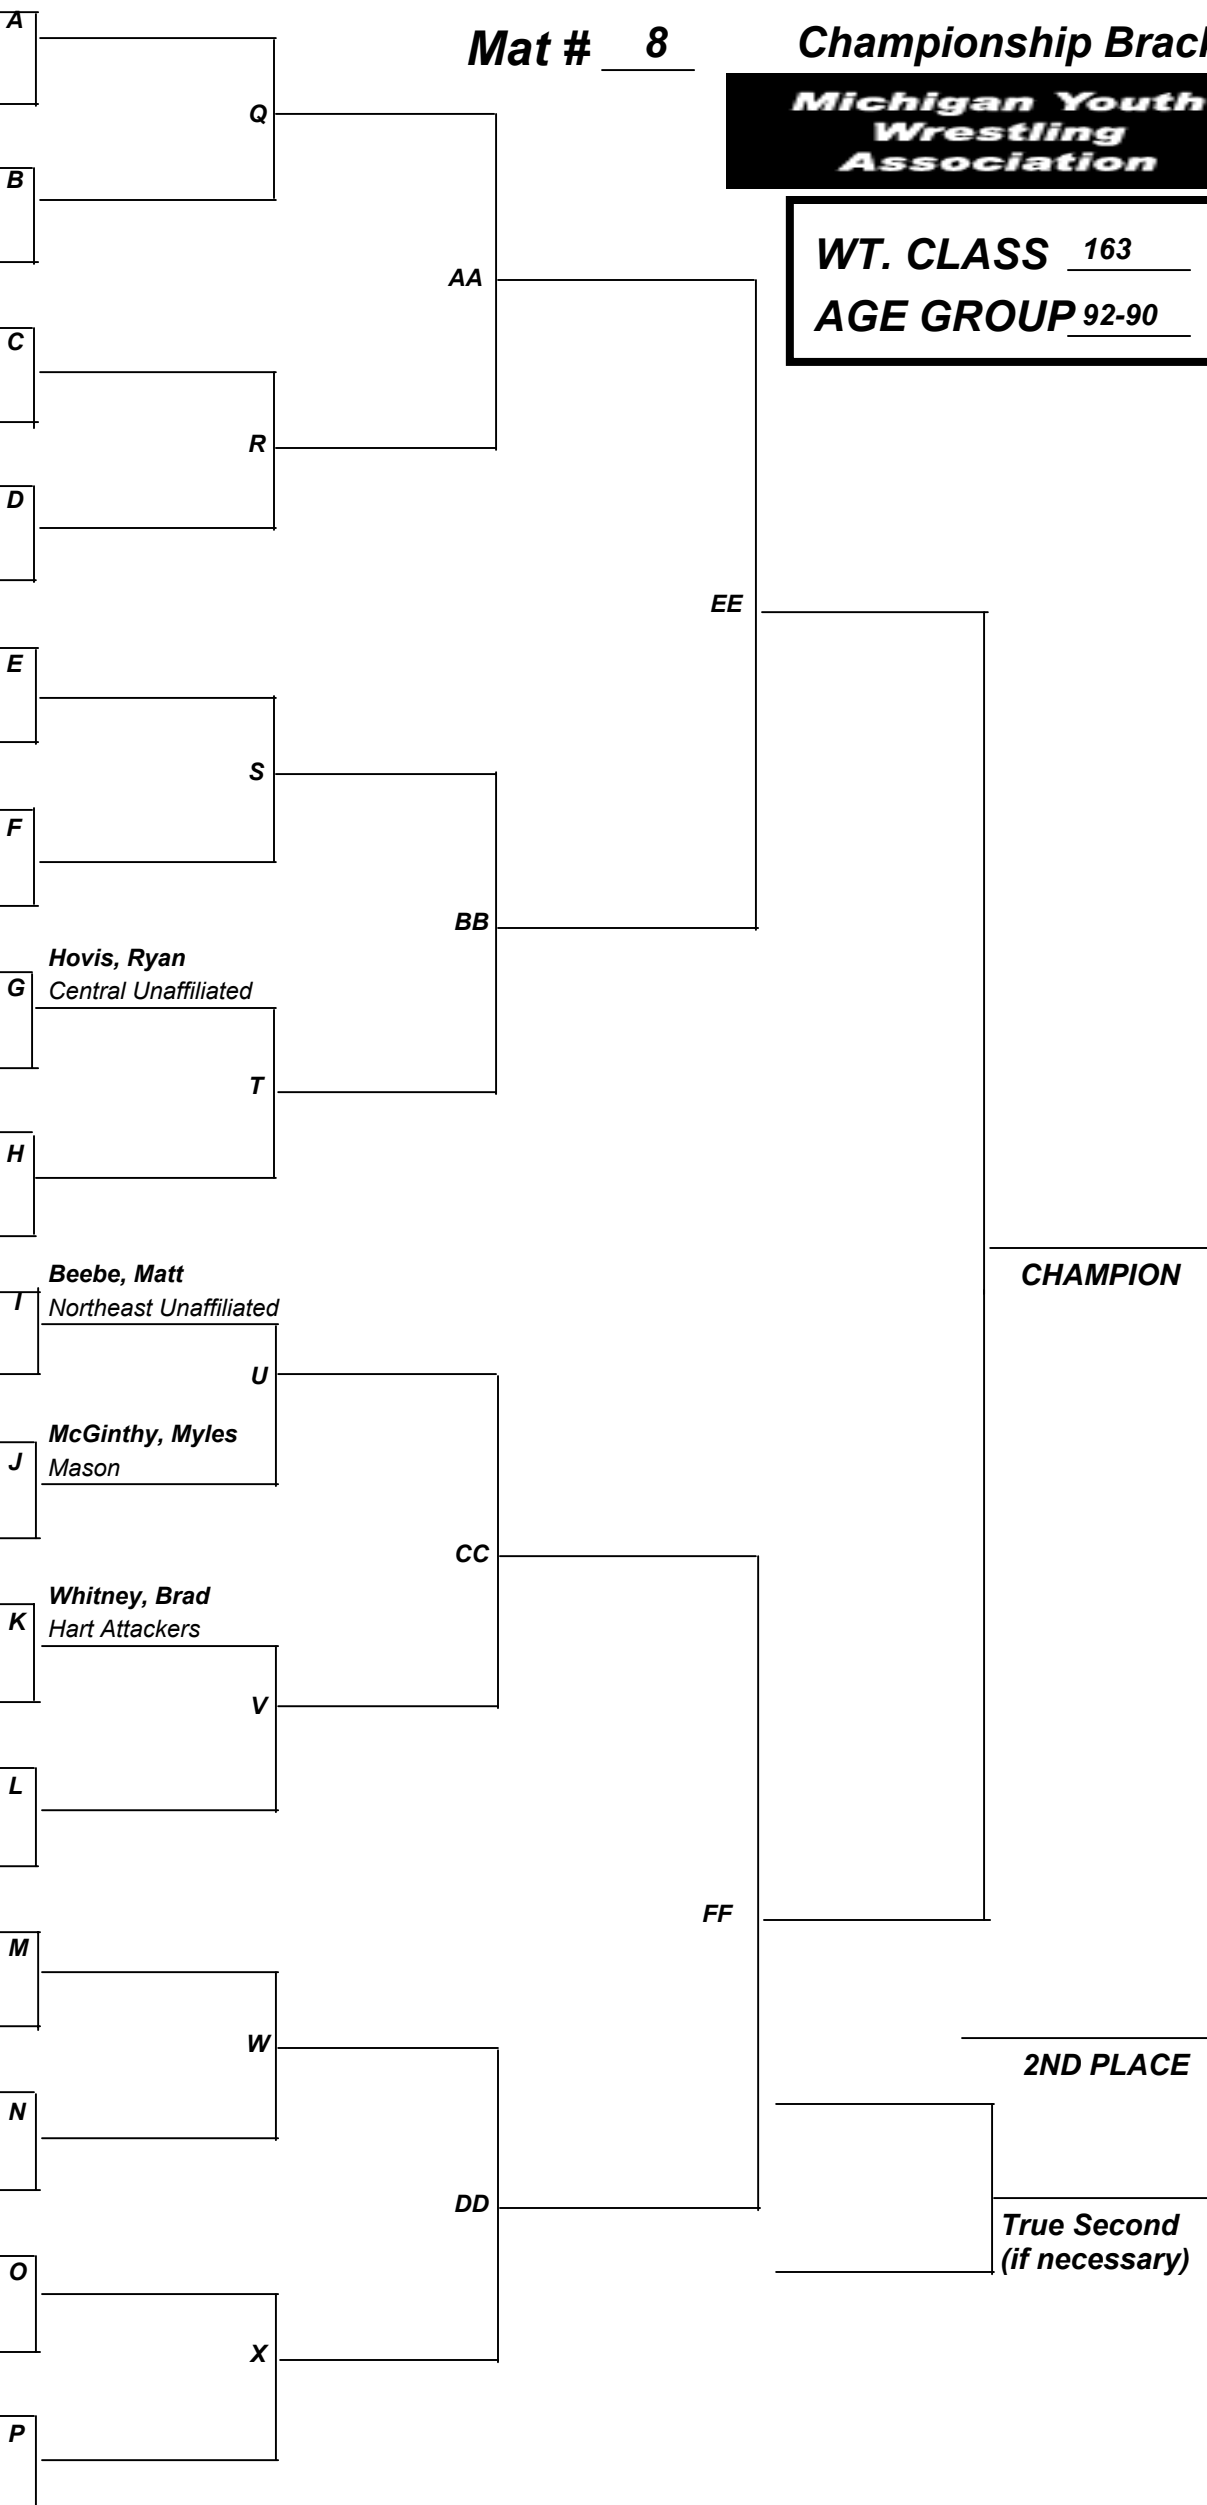 A
Mat # 8
Championship Brack
Michigan Youth
Wrestling
Association
Q
B
WT. CLASS 163
AA
AGE GROUP 92-90
C
R
D
EE
E
S
F
BB
Hovis, Ryan
G
Central Unaffiliated
T
H
Beebe, Matt
CHAMPION
I
Northeast Unaffiliated
U
McGinthy, Myles
J
Mason
CC
Whitney, Brad
K
Hart Attackers
V
L
FF
M
W
2ND PLACE
N
DD
True Second
(if necessary)
O
X
P